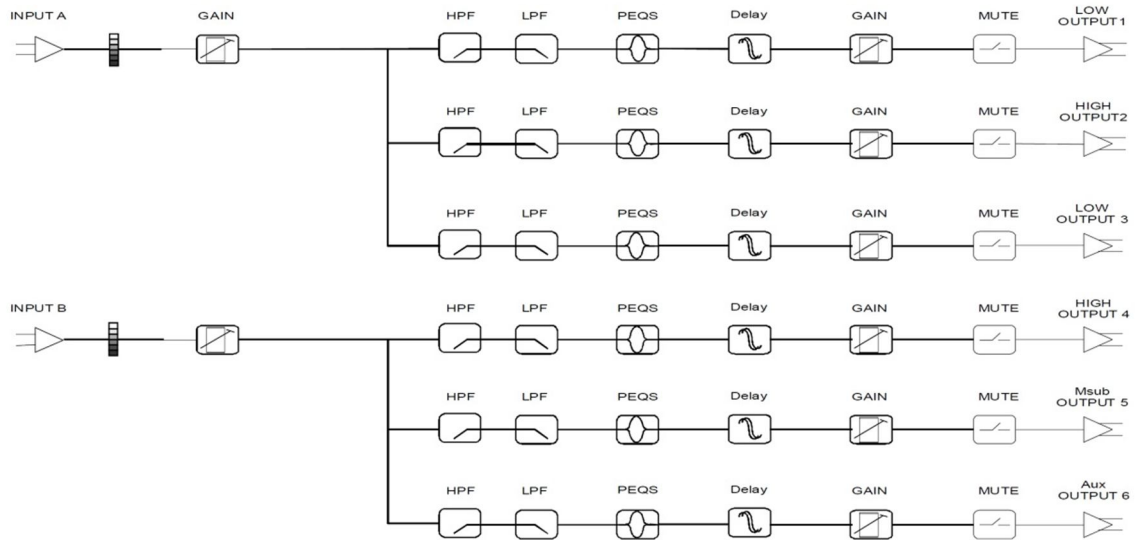 INPUT A
GAIN
HPF LPF PEQS Delay GAIN MUTE
LOW
OUTPUT 1
HPF LPF PEQS Delay GAIN MUTE
HIGH
OUTPUT2
HPF LPF PEQS Delay GAIN MUTE
LOW
OUTPUT 3
INPUT B
HPF LPF PEQS Delay GAIN MUTE
HIGH
OUTPUT 4
HPF LPF PEQS Delay GAIN MUTE
Msub
OUTPUT 5
HPF LPF PEQS Delay GAIN MUTE
Aux
OUTPUT 6